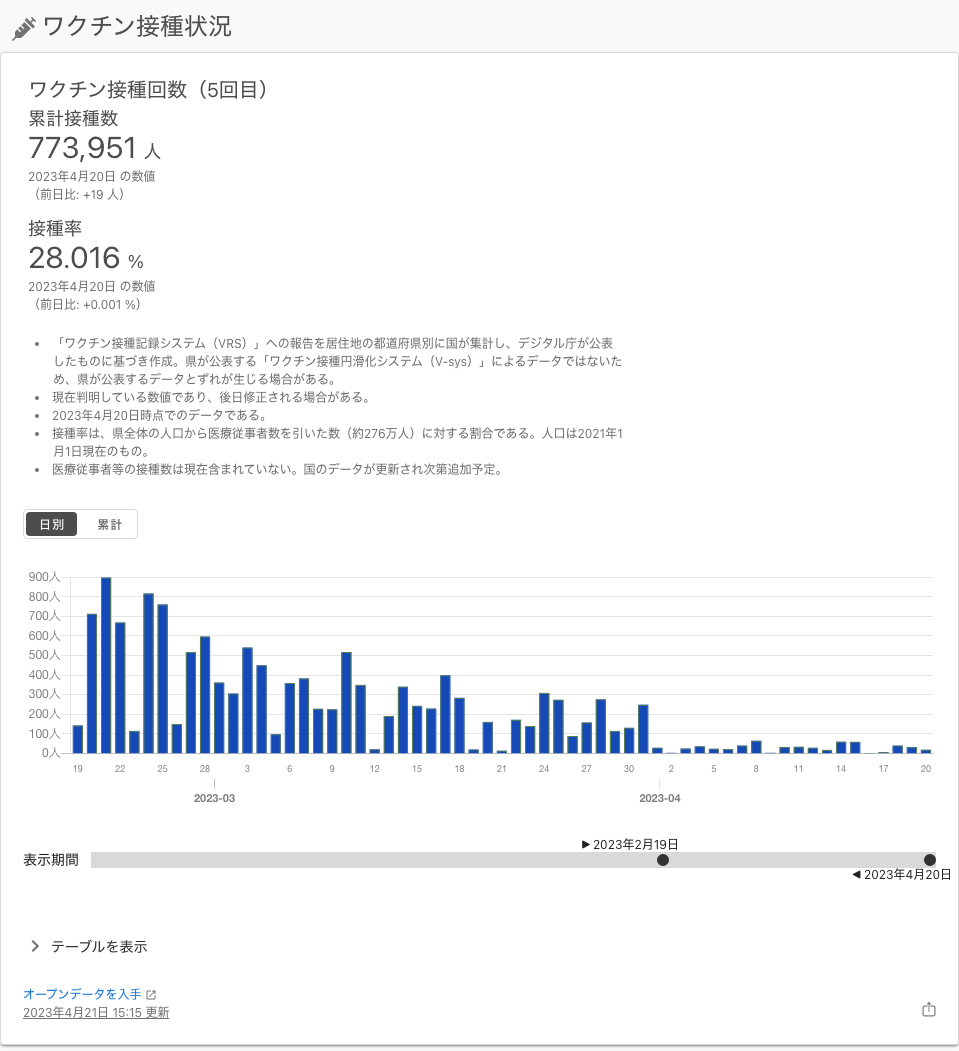 ワクチン接種状況
ワクチン接種回数（5回目）
累計接種数
773,951 人
2023年4月20日 の数値
（前日比: +19 人）
接種率
28.016 %
2023年4月20日 の数値
（前日比: +0.001 %）
• 「ワクチン接種記録システム（VRS）」への報告を居住地の都道府県別に国が集計し、デジタル庁が公表
したものに基づき作成。県が公表する「ワクチン接種円滑化システム（V-sys）」によるデータではないた
め、県が公表するデータとずれが生じる場合がある。
• 現在判明している数値であり、後日修正される場合がある。
• 2023年4月20日時点でのデータである。
• 接種率は、県全体の人口から医療従事者数を引いた数（約276万人）に対する割合である。人口は2021年1
月1日現在のもの。
• 医療従事者等の接種数は現在含まれていない。国のデータが更新され次第追加予定。
日別 累計
900人
800人
700人
600人
500人
400人
300人
200人
100人
0人
19 22 25 28 3 6 9 12 15 18 21 24 27 30 2 5 8 11 14 17 20
2023-03 2023-04
▶ 2023年2月19日
表示期間
◀ 2023年4月20日
テーブルを表示
オープンデータを入手
2023年4月21日 15:15 更新